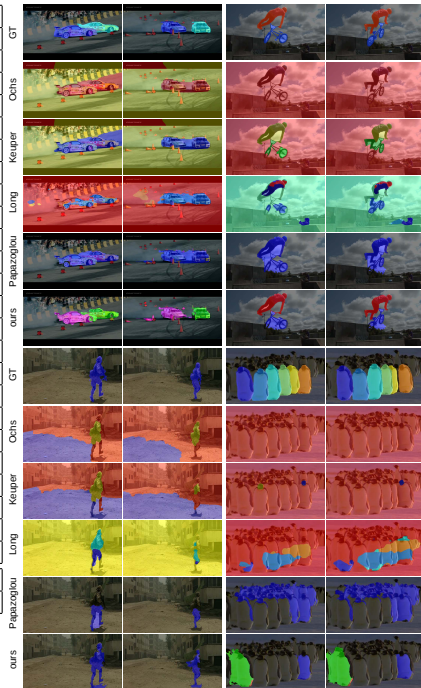 GT
Ochs
Keuper
Long
Papazoglou
ours
GT
Ochs
Keuper
Long
Papazoglou
ours